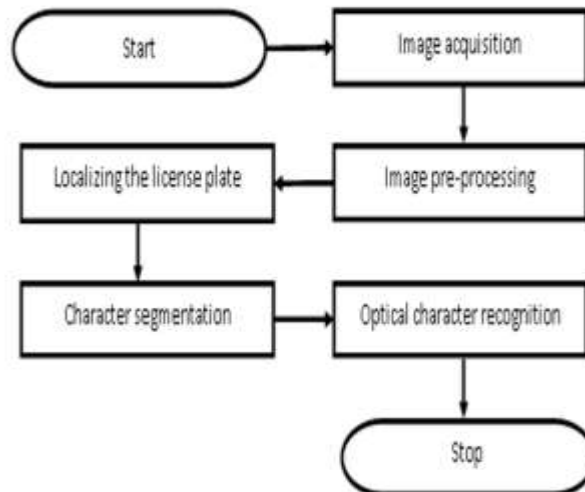 Start
Image acquisition
Image pre-processing
Localizing the license plate
Character segmentation
Optical character recognition
Stop